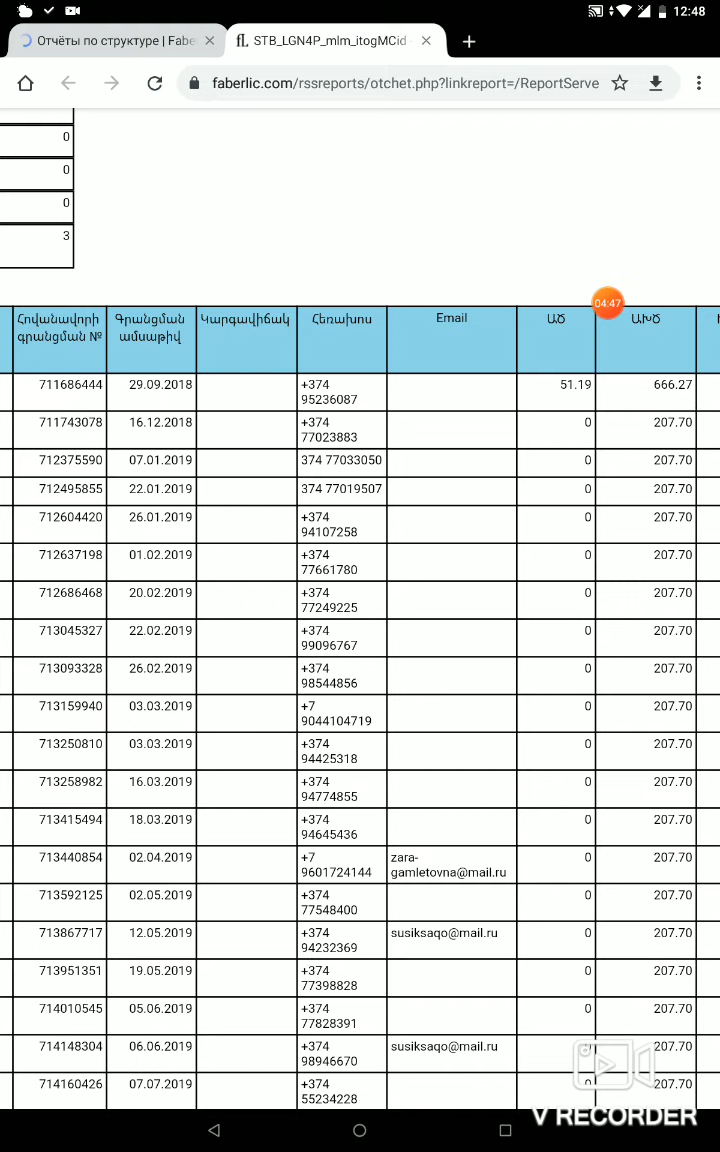 12:48
Отчёты по структуре | Fabe
fL STB_LGN4P_mlm_itogMCid
faberlic.com/rssreports/otchet.php?linkreport=/ReportServe
0
0
0
3
04:47
Հովանավորի գրանցման № Գրանցման ամսաթիվ Կարգավիճակ Հեռախոս Email ԱԾ ԱԽԾ
711686444 29.09.2018 +374 95236087 51.19 666.27
711743078 16.12.2018 +374 77023883 0 207.70
712375590 07.01.2019 374 77033050 0 207.70
712495855 22.01.2019 374 77019507 0 207.70
712604420 26.01.2019 +374 94107258 0 207.70
712637198 01.02.2019 +374 77661780 0 207.70
712686468 20.02.2019 +374 77249225 0 207.70
713045327 22.02.2019 +374 99096767 0 207.70
713093328 26.02.2019 +374 98544856 0 207.70
713159940 03.03.2019 +7 9044104719 0 207.70
713250810 03.03.2019 +374 94425318 0 207.70
713258982 16.03.2019 +374 94774855 0 207.70
713415494 18.03.2019 +374 94645436 0 207.70
713440854 02.04.2019 +7 9601724144 zara-gamletovna@mail.ru 0 207.70
713592125 02.05.2019 +374 77548400 0 207.70
713867717 12.05.2019 +374 94232369 susiksaqo@mail.ru 0 207.70
713951351 19.05.2019 +374 77398828 0 207.70
714010545 05.06.2019 +374 77828391 0 207.70
714148304 06.06.2019 +374 98946670 susiksaqo@mail.ru 0 207.70
714160426 07.07.2019 +374 55234228 0 207.70
V RECORDER